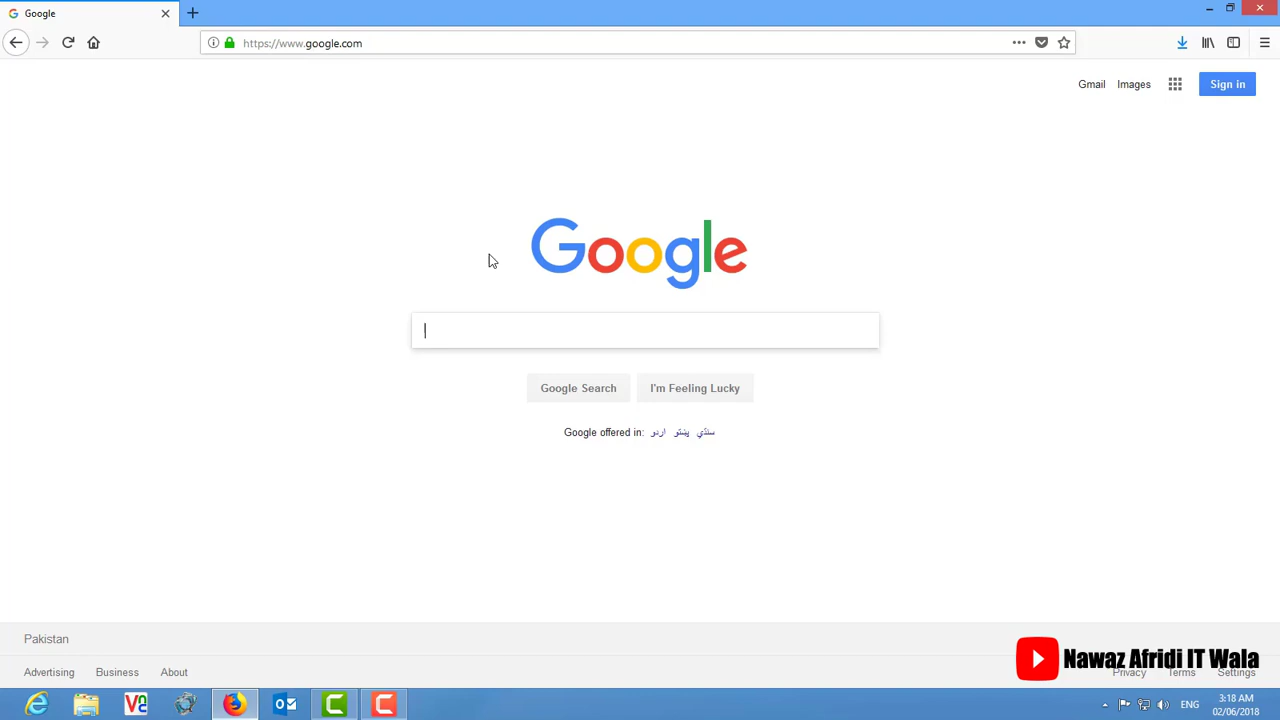 Google
https://www.google.com
Gmail Images Sign in
Google
Google Search I'm Feeling Lucky
Google offered in: اردو پښتو سنڌي
Pakistan
Nawaz Afridi IT Wala
Advertising Business About Privacy Terms Settings
ENG
3:18 AM
02/06/2018